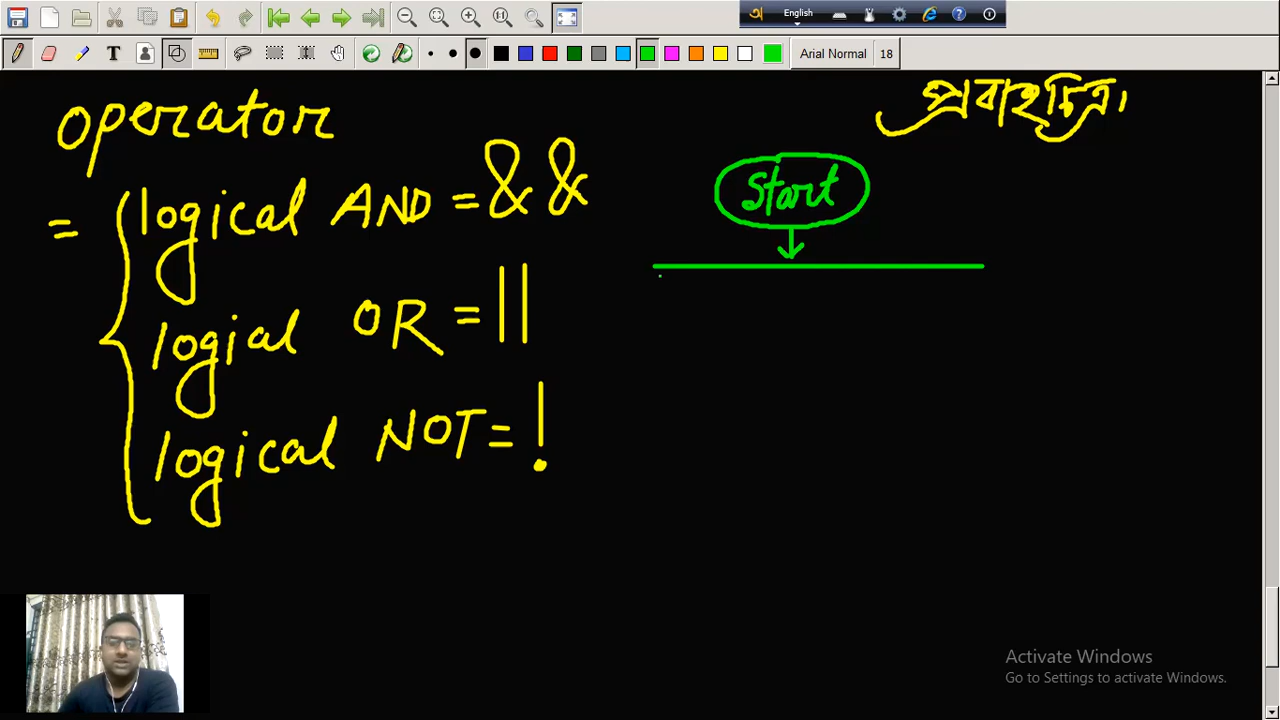 English
Arial Normal 18
operator
= { logical AND = &&
logial OR = ||
logical NOT = !
প্রবাহচিত্র।
Start
Activate Windows
Go to Settings to activate Windows.